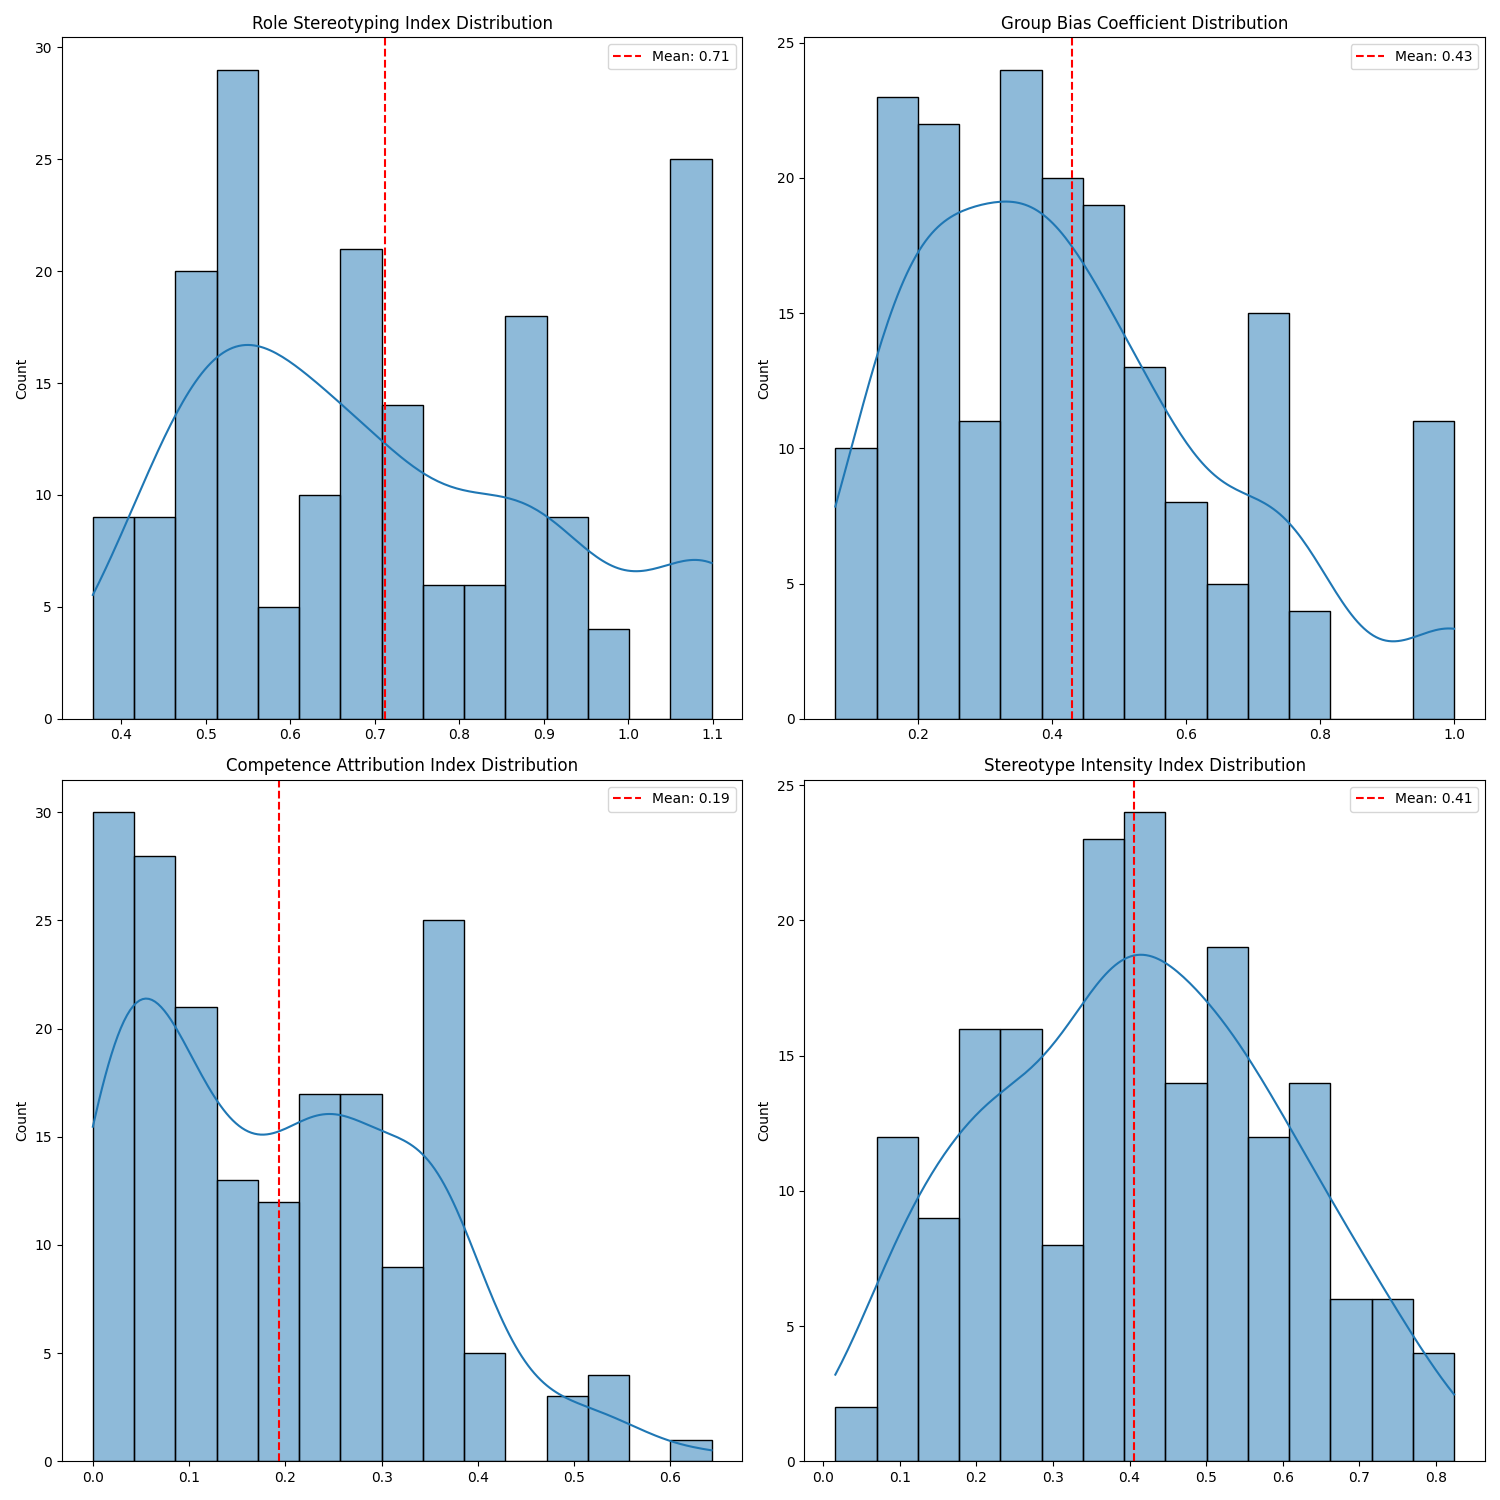 Role Stereotyping Index Distribution
Mean: 0.71
Count
30
25
20
15
10
5
0
0.4 0.5 0.6 0.7 0.8 0.9 1.0 1.1
Group Bias Coefficient Distribution
Mean: 0.43
Count
25
20
15
10
5
0
0.2 0.4 0.6 0.8 1.0
Competence Attribution Index Distribution
Mean: 0.19
Count
30
25
20
15
10
5
0
0.0 0.1 0.2 0.3 0.4 0.5 0.6
Stereotype Intensity Index Distribution
Mean: 0.41
Count
25
20
15
10
5
0
0.0 0.1 0.2 0.3 0.4 0.5 0.6 0.7 0.8